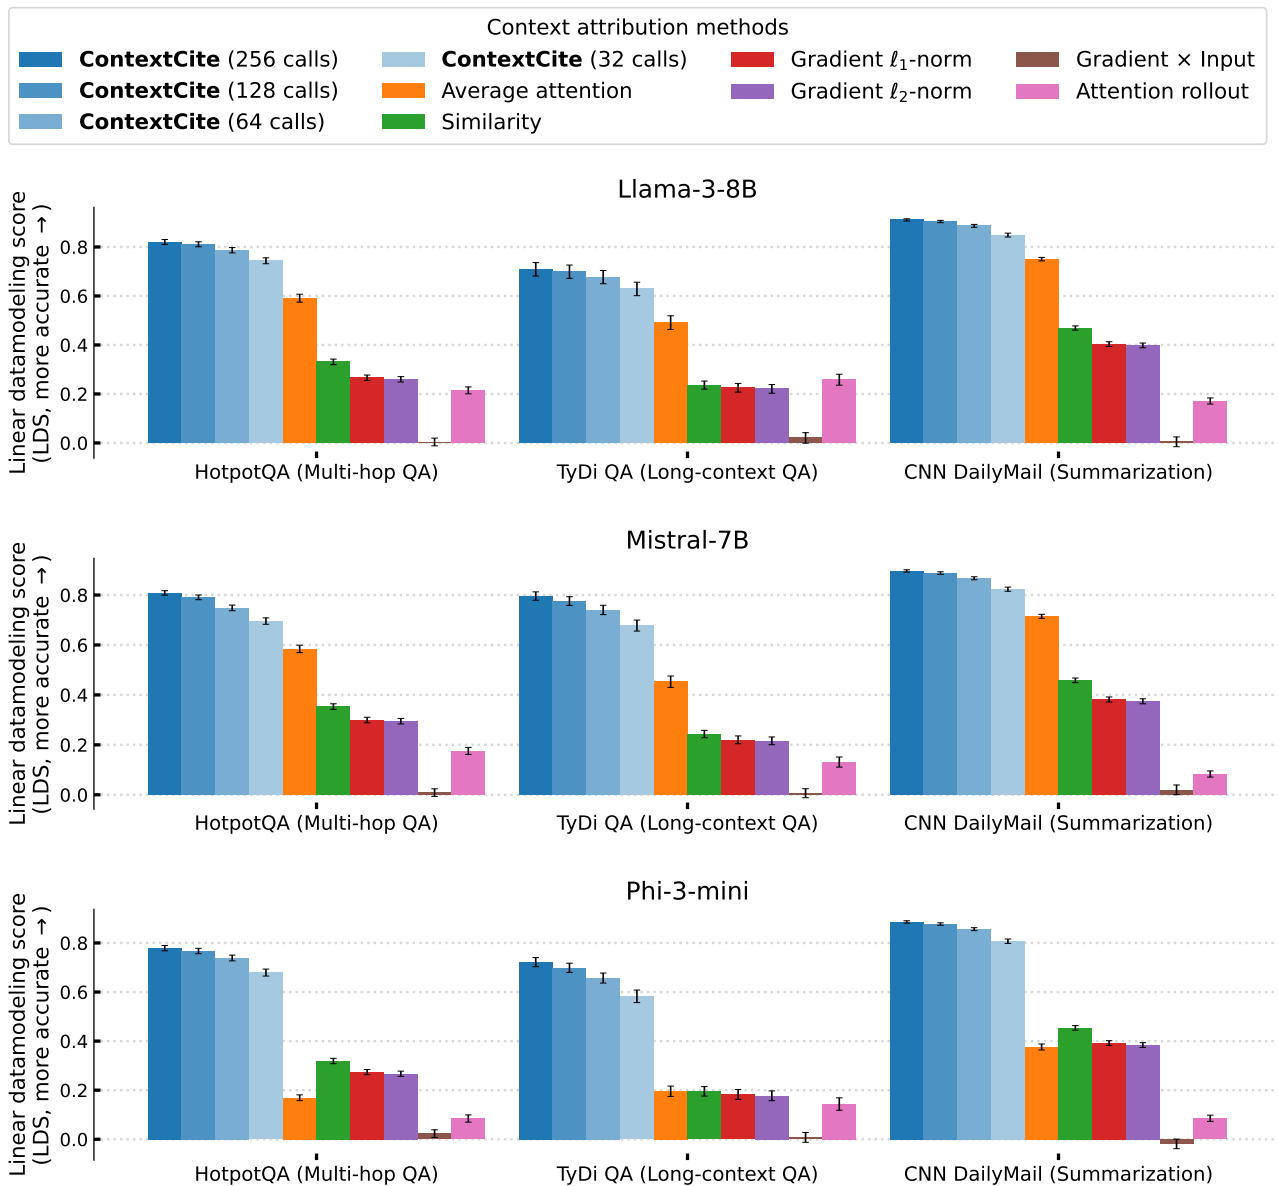 Context attribution methods
ContextCite (256 calls)
ContextCite (128 calls)
ContextCite (64 calls)
ContextCite (32 calls)
Average attention
Similarity
Gradient ℓ₁-norm
Gradient ℓ₂-norm
Gradient × Input
Attention rollout
Llama-3-8B
Linear datamodeling score
(LDS, more accurate →)
0.8
0.6
0.4
0.2
0.0
HotpotQA (Multi-hop QA)
TyDi QA (Long-context QA)
CNN DailyMail (Summarization)
Mistral-7B
Linear datamodeling score
(LDS, more accurate →)
0.8
0.6
0.4
0.2
0.0
HotpotQA (Multi-hop QA)
TyDi QA (Long-context QA)
CNN DailyMail (Summarization)
Phi-3-mini
Linear datamodeling score
(LDS, more accurate →)
0.8
0.6
0.4
0.2
0.0
HotpotQA (Multi-hop QA)
TyDi QA (Long-context QA)
CNN DailyMail (Summarization)